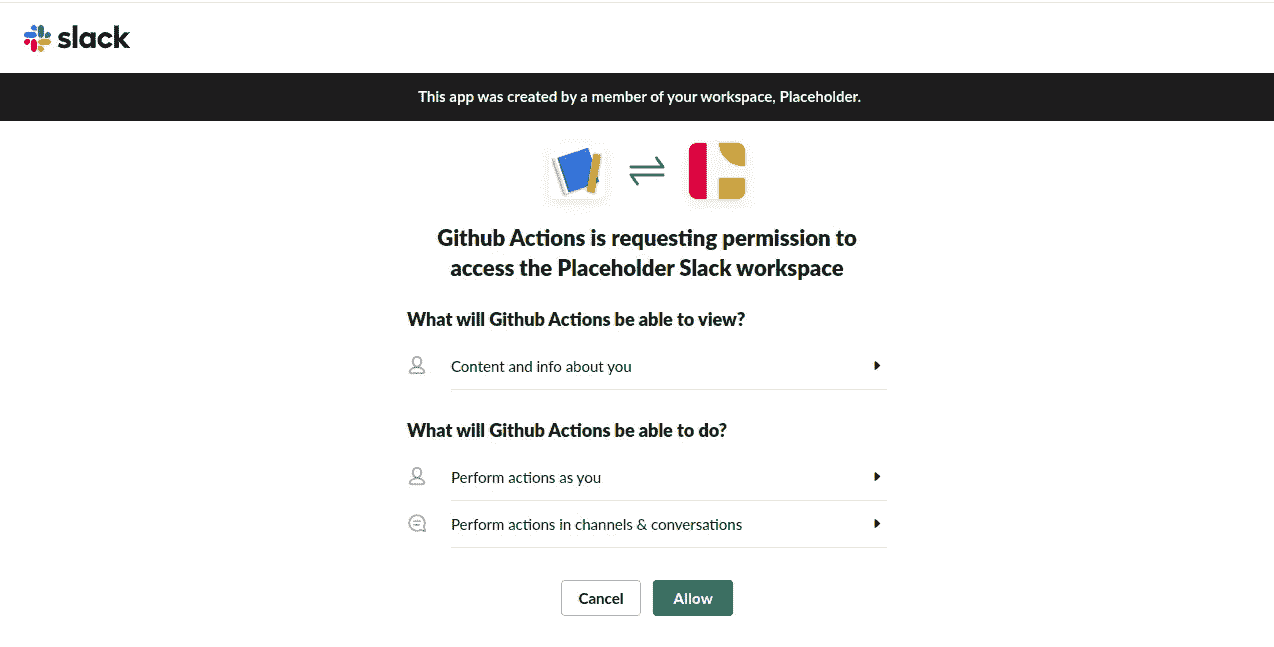 slack
This app was created by a member of your workspace, Placeholder.
Github Actions is requesting permission to
access the Placeholder Slack workspace
What will Github Actions be able to view?
Content and info about you
What will Github Actions be able to do?
Perform actions as you
Perform actions in channels & conversations
Cancel
Allow